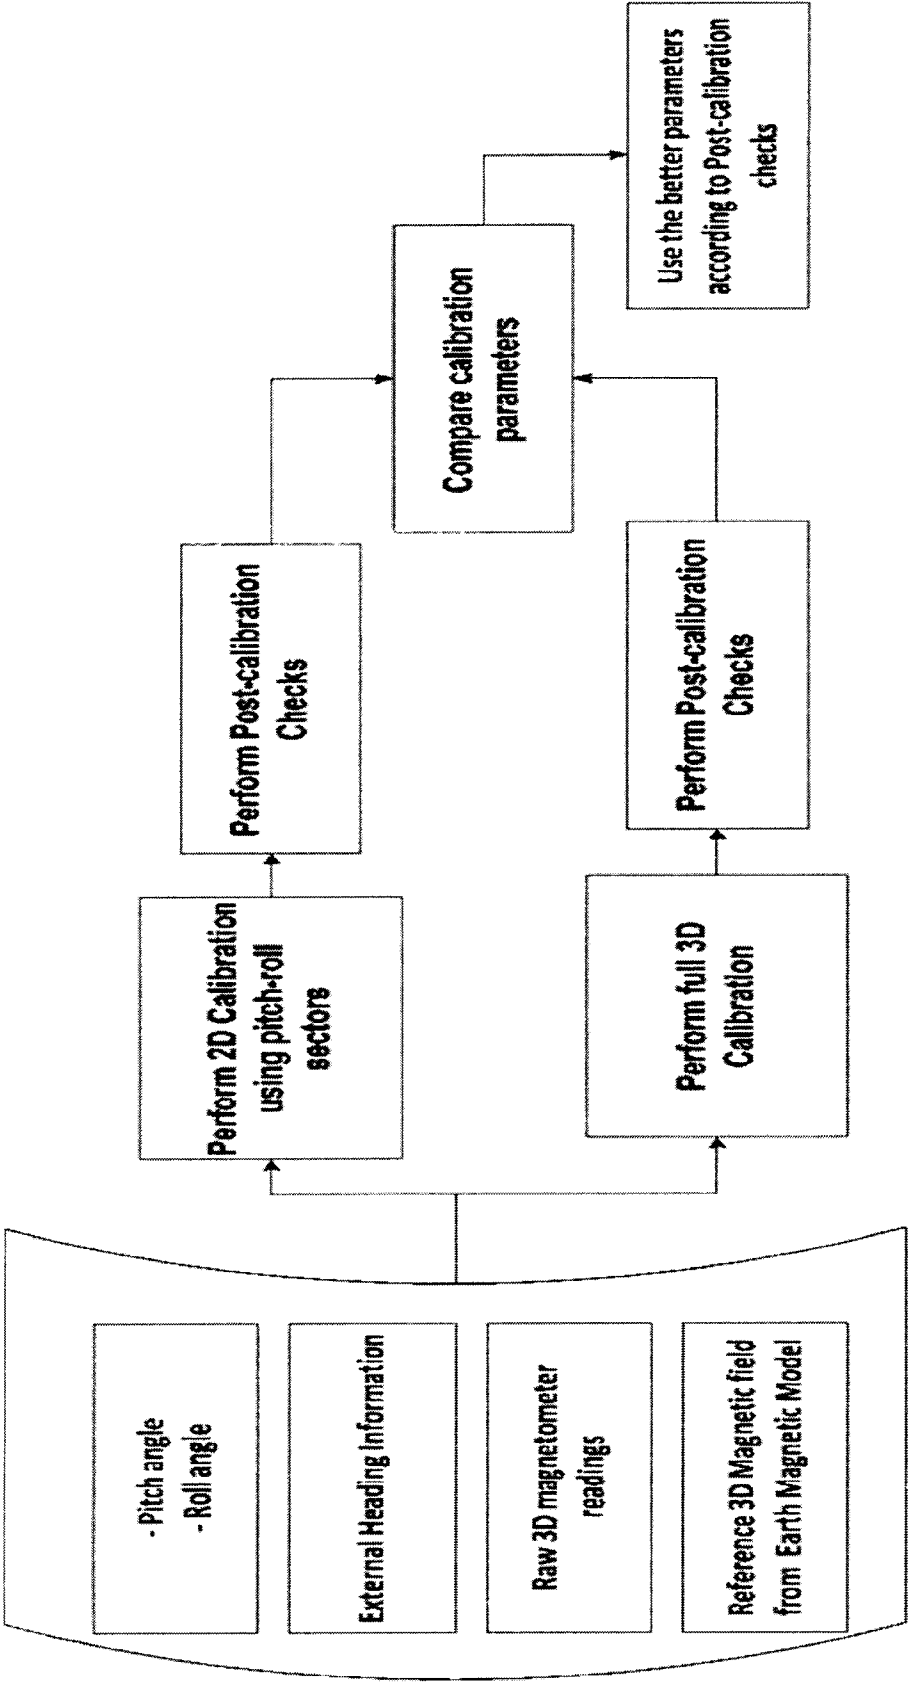 - Pitch angle
- Roll angle
External Heading Information
Raw 3D magnetometer
readings
Reference 3D Magnetic field
from Earth Magnetic Model
Perform 2D Calibration
using pitch-roll
sectors
Perform full 3D
Calibration
Perform Post-calibration
Checks
Perform Post-calibration
Checks
Compare calibration
parameters
Use the better parameters
according to Post-calibration
checks